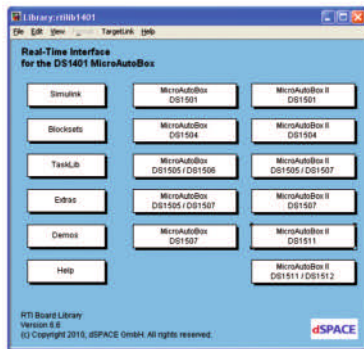 Library:rtilib1401
File Edit View Format TargetLink Help
Real-Time Interface
for the DS1401 MicroAutoBox
Simulink
MicroAutoBox
DS1501
MicroAutoBox II
DS1501
Blocksets
MicroAutoBox
DS1504
MicroAutoBox II
DS1504
TaskLib
MicroAutoBox
DS1505 / DS1506
MicroAutoBox II
DS1505 / DS1507
Extras
MicroAutoBox
DS1505 / DS1507
MicroAutoBox II
DS1507
Demos
MicroAutoBox
DS1507
MicroAutoBox II
DS1511
Help
MicroAutoBox II
DS1511 / DS1512
RTI Board Library
Version 6.6
(c) Copyright 2010, dSPACE GmbH. All rights reserved.
dSPACE